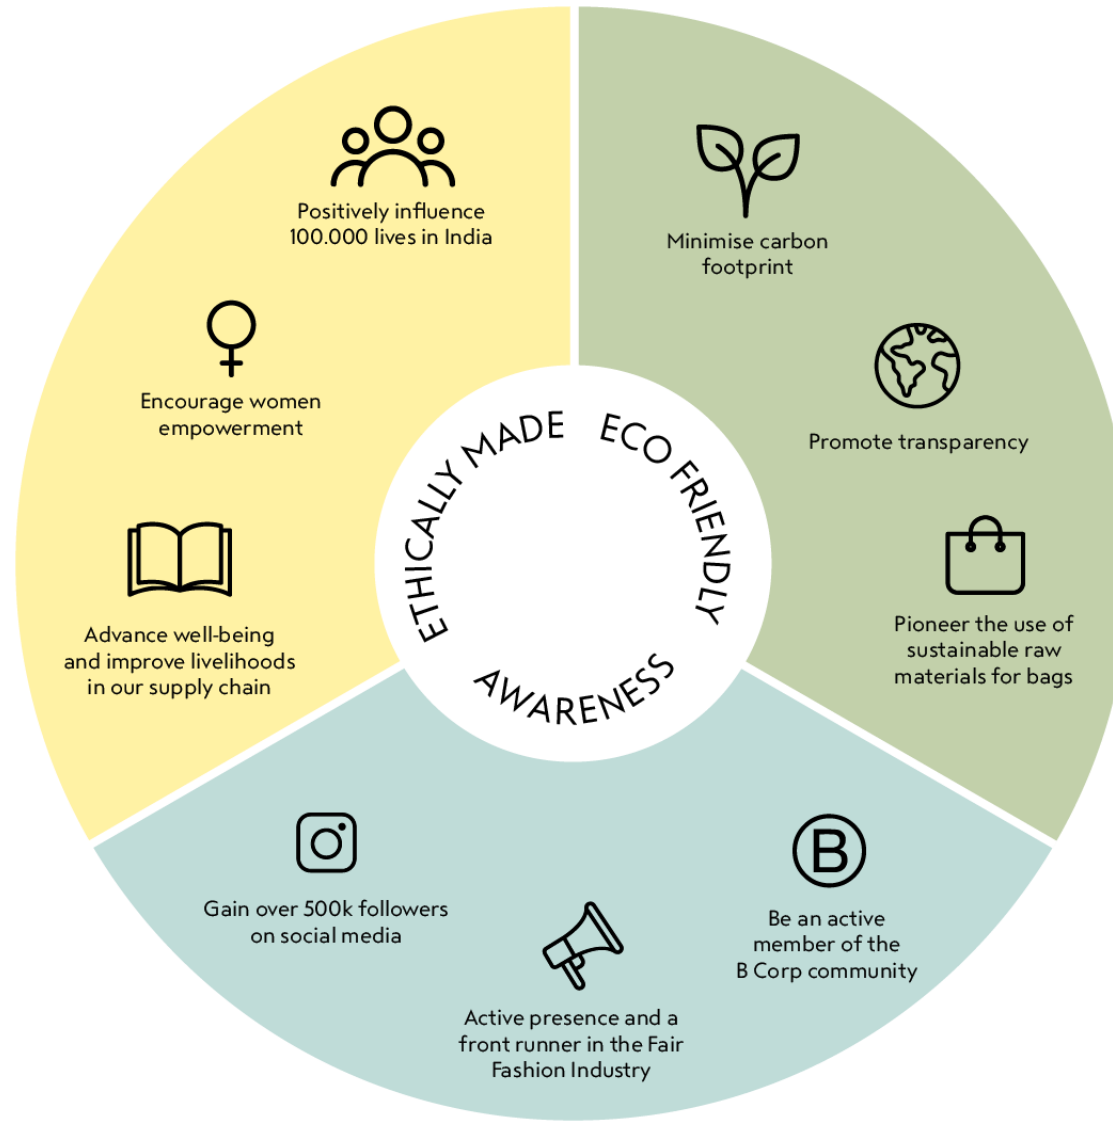 Positively influence
100.000 lives in India
Encourage women
empowerment
Advance well-being
and improve livelihoods
in our supply chain
Minimise carbon
footprint
Promote transparency
Pioneer the use of
sustainable raw
materials for bags
ETHICALLY MADE
ECO FRIENDLY
AWARENESS
Gain over 500k followers
on social media
Active presence and a
front runner in the Fair
Fashion Industry
B
Be an active
member of the
B Corp community